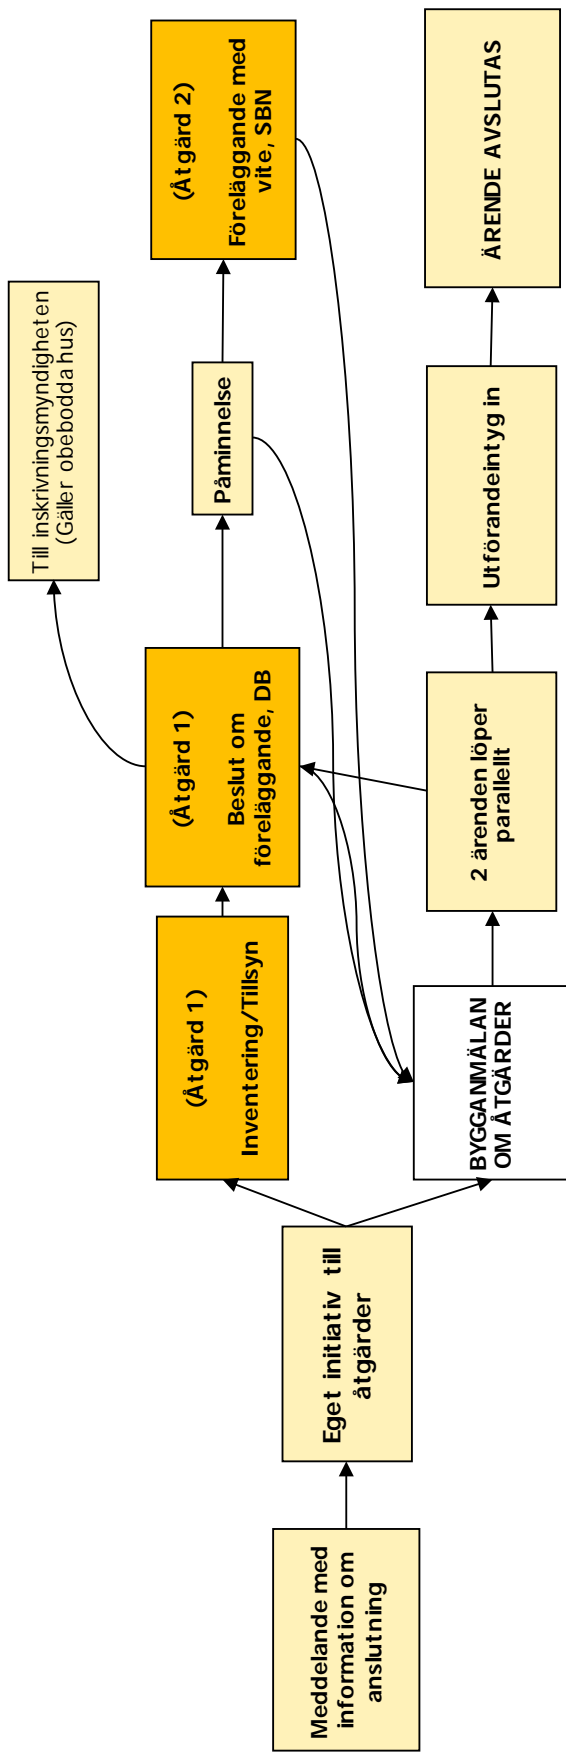 Meddelande med
information om
anslutning
Eget initiativ till
åtgärder
(Åtgärd 1)
Inventering/Tillsyn
(Åtgärd 1)
Beslut om
föreläggande, DB
Till inskrivningsmyndigheten
(Gäller obebodda hus)
Påminnelse
(Åtgärd 2)
Föreläggande med
vite, SBN
BYGGANMÄLAN
OM ÅTGÄRDER
2 ärenden löper
parallellt
Utförandeintyg in
ÄRENDE AVSLUTAS